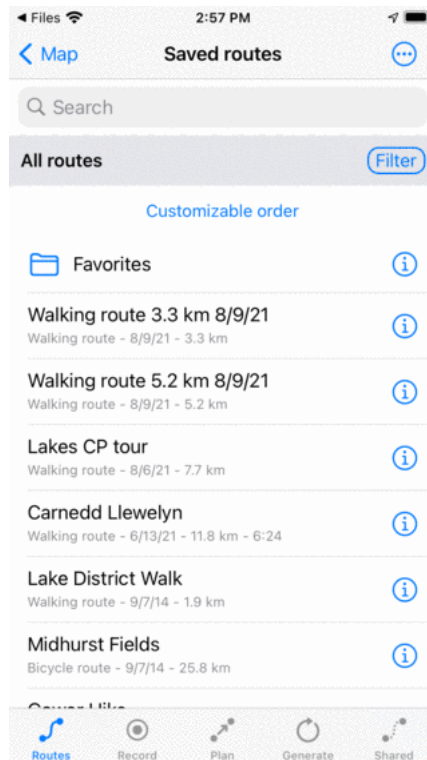 Files 2:57 PM
Map Saved routes
Search
All routes Filter
Customizable order
Favorites
Walking route 3.3 km 8/9/21
Walking route - 8/9/21 - 3.3 km
Walking route 5.2 km 8/9/21
Walking route - 8/9/21 - 5.2 km
Lakes CP tour
Walking route - 8/6/21 - 7.7 km
Carnedd Llewelyn
Walking route - 6/13/21 - 11.8 km - 6:24
Lake District Walk
Walking route - 9/7/14 - 1.9 km
Midhurst Fields
Bicycle route - 9/7/14 - 25.8 km
Routes Record Plan Generate Shared